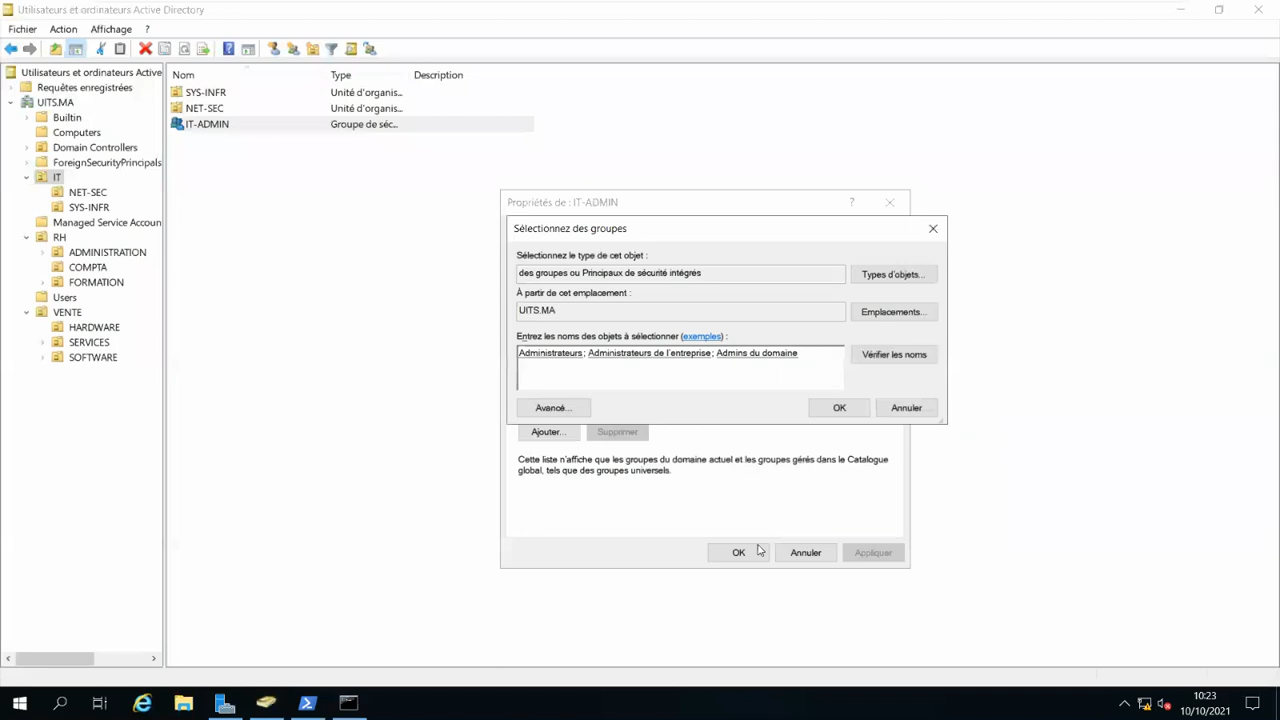 Utilisateurs et ordinateurs Active Directory
Fichier Action Affichage ?
Utilisateurs et ordinateurs Active
Requêtes enregistrées
UITS.MA
Builtin
Computers
Domain Controllers
ForeignSecurityPrincipals
IT
NET-SEC
SYS-INFR
Managed Service Accoun
RH
ADMINISTRATION
COMPTA
FORMATION
Users
VENTE
HARDWARE
SERVICES
SOFTWARE
Nom Type Description
SYS-INFR Unité d'organis...
NET-SEC Unité d'organis...
IT-ADMIN Groupe de séc...
Propriétés de : IT-ADMIN ?
Sélectionnez des groupes
Sélectionnez le type de cet objet :
des groupes ou Principaux de sécurité intégrés Types d'objets...
À partir de cet emplacement :
UITS.MA Emplacements...
Entrez les noms des objets à sélectionner (exemples) :
Administrateurs; Administrateurs de l'entreprise; Admins du domaine Vérifier les noms
Avancé... OK Annuler
Ajouter... Supprimer
Cette liste n'affiche que les groupes du domaine actuel et les groupes gérés dans le Catalogue
global, tels que des groupes universels.
OK Annuler Appliquer
10:23
10/10/2021